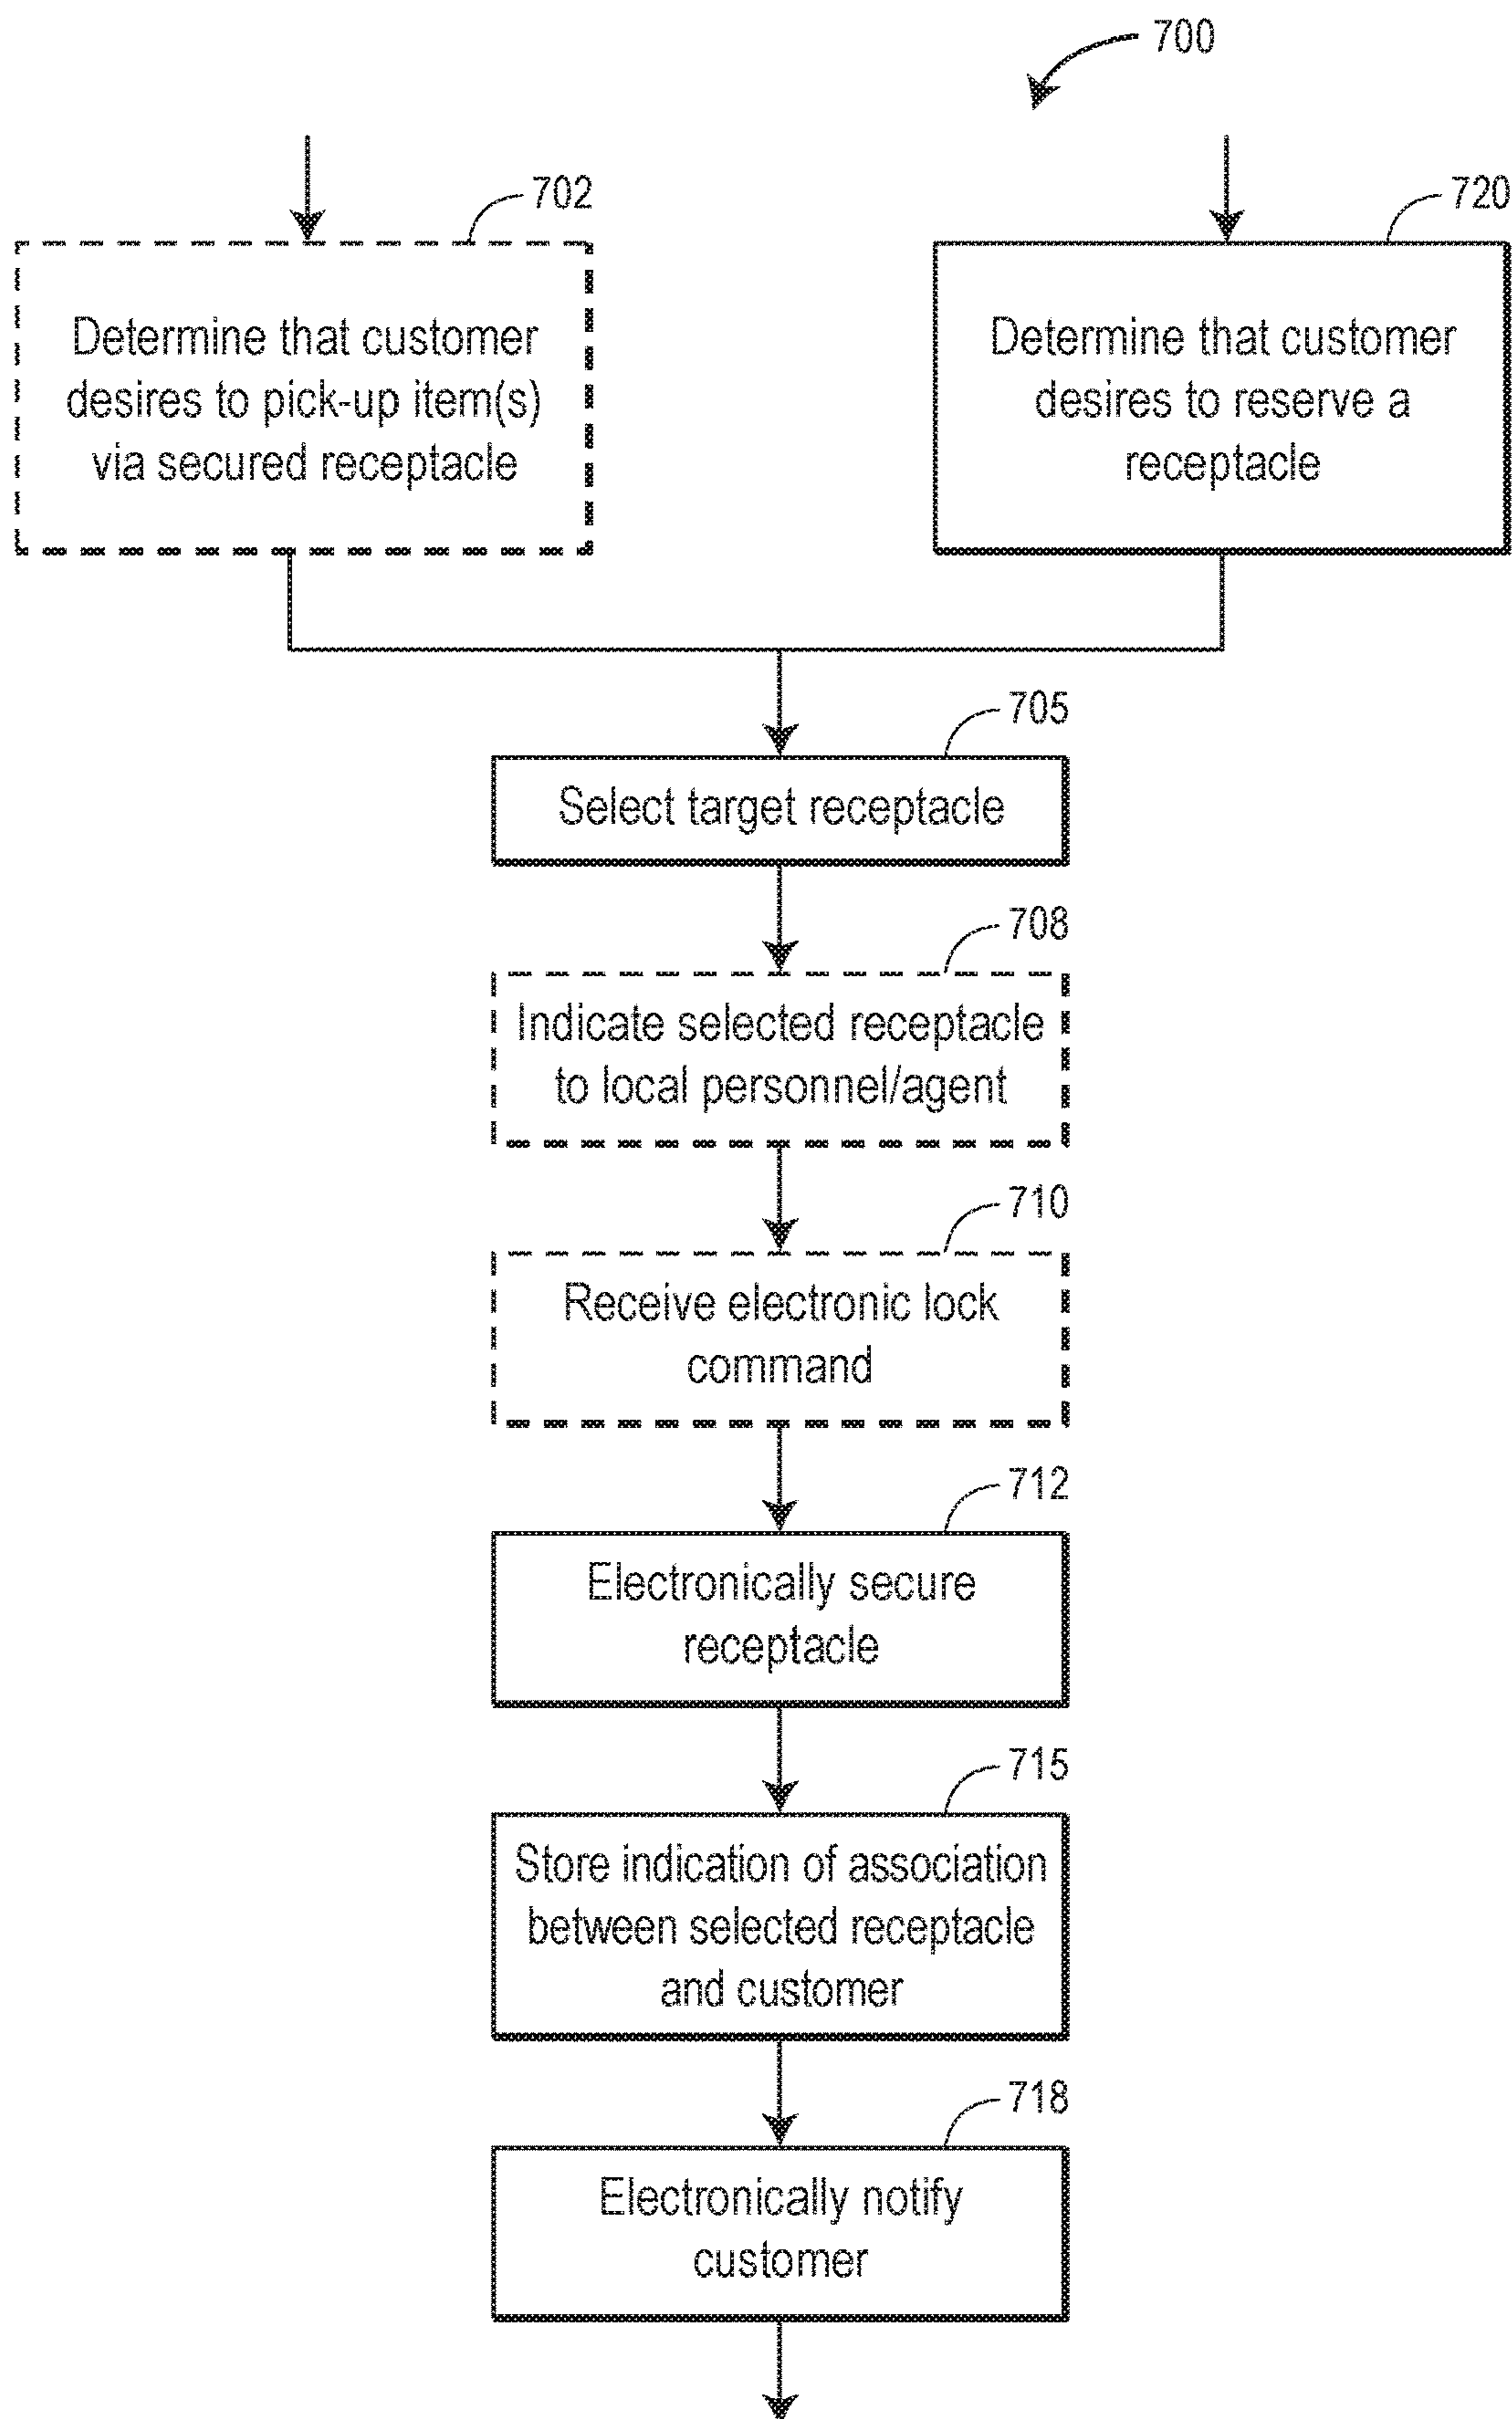 700
702
Determine that customer
desires to pick-up item(s)
via secured receptacle
720
Determine that customer
desires to reserve a
receptacle
705
Select target receptacle
708
Indicate selected receptacle
to local personnel/agent
710
Receive electronic lock
command
712
Electronically secure
receptacle
715
Store indication of association
between selected receptacle
and customer
718
Electronically notify
customer